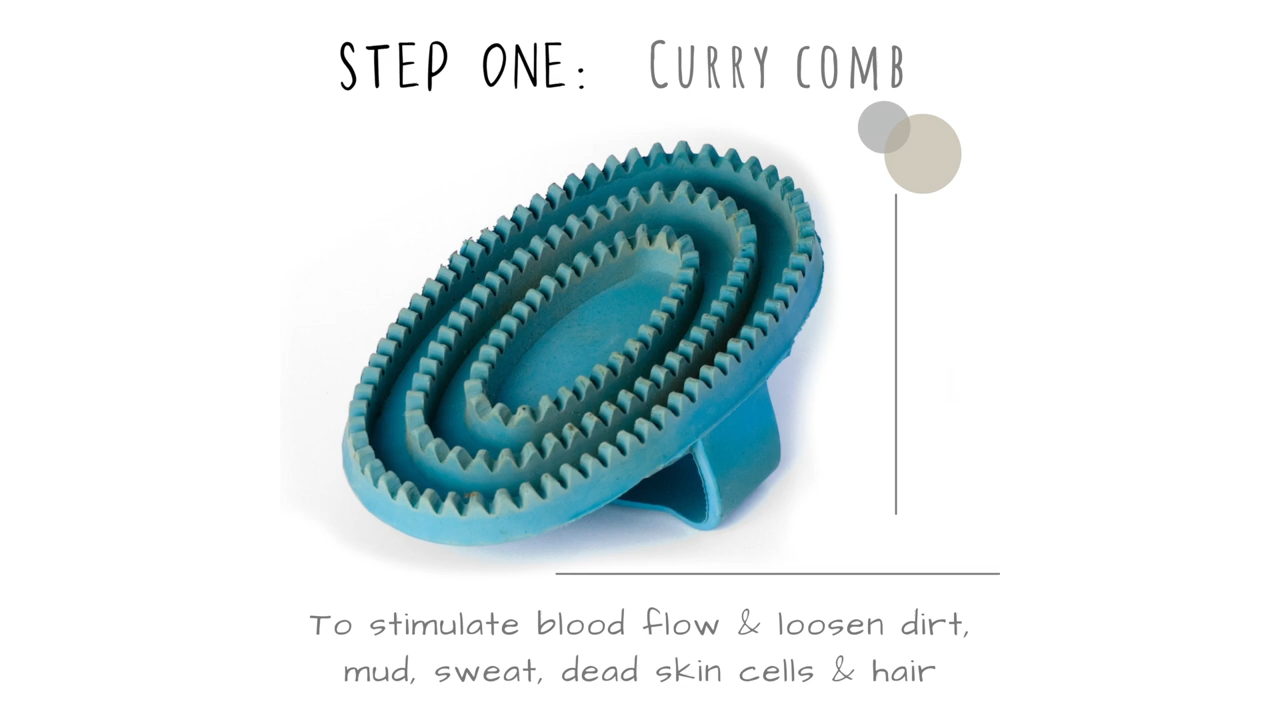 STEP ONE: CURRY COMB
To stimulate blood flow & loosen dirt,
mud, sweat, dead skin cells & hair